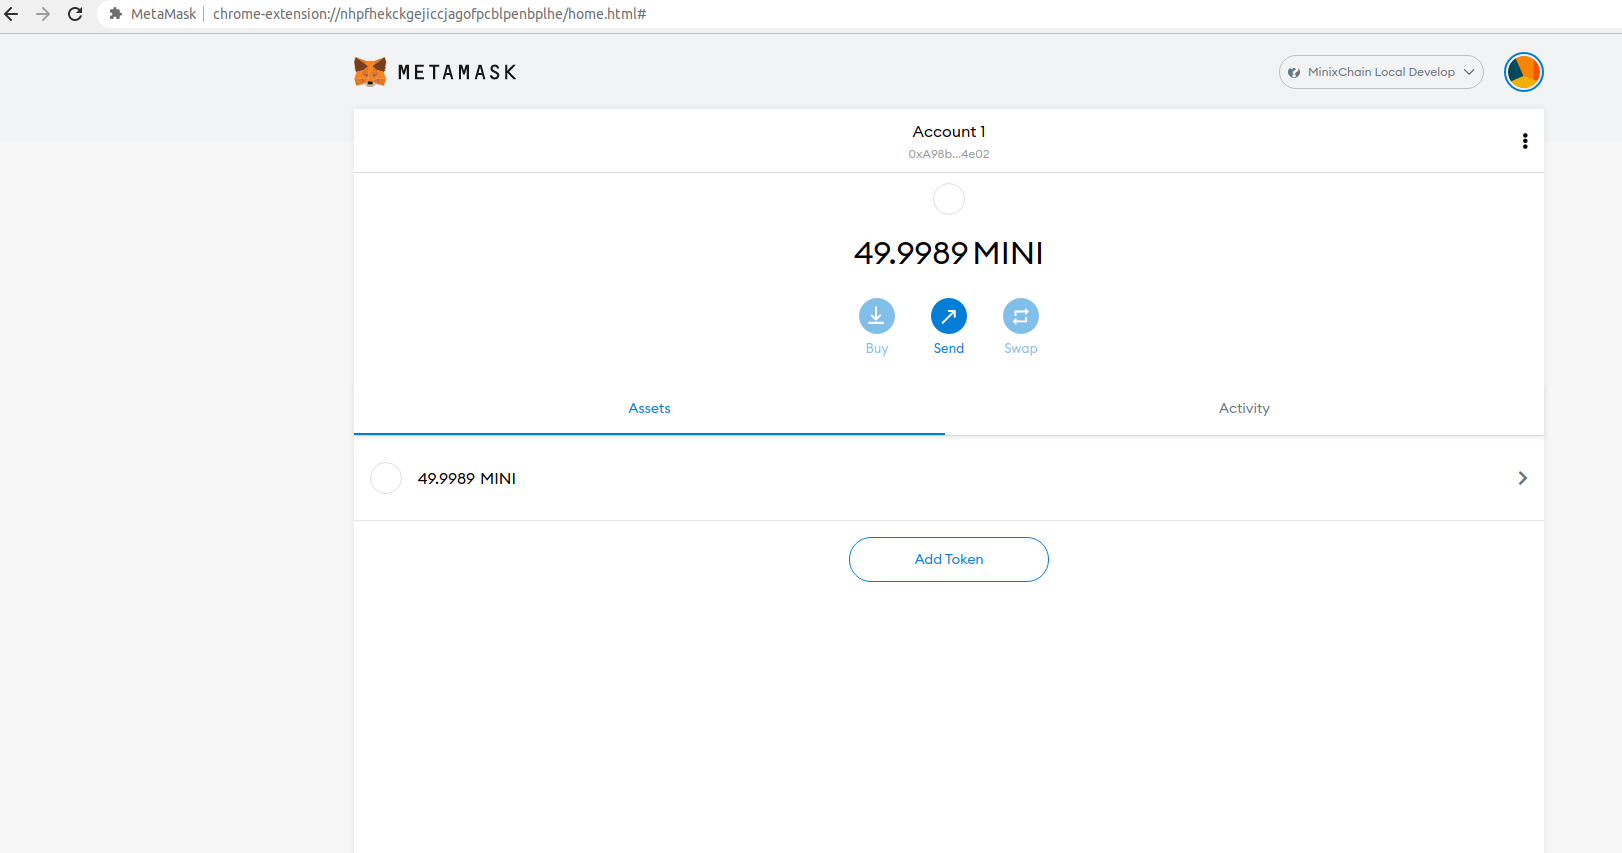 MetaMask chrome-extension://nhpfhekckgejiccjagofpcblpenbplhe/home.html#
METAMASK
MinixChain Local Develop
Account 1
0xA98b...4e02
49.9989 MINI
Buy Send Swap
Assets Activity
49.9989 MINI
Add Token